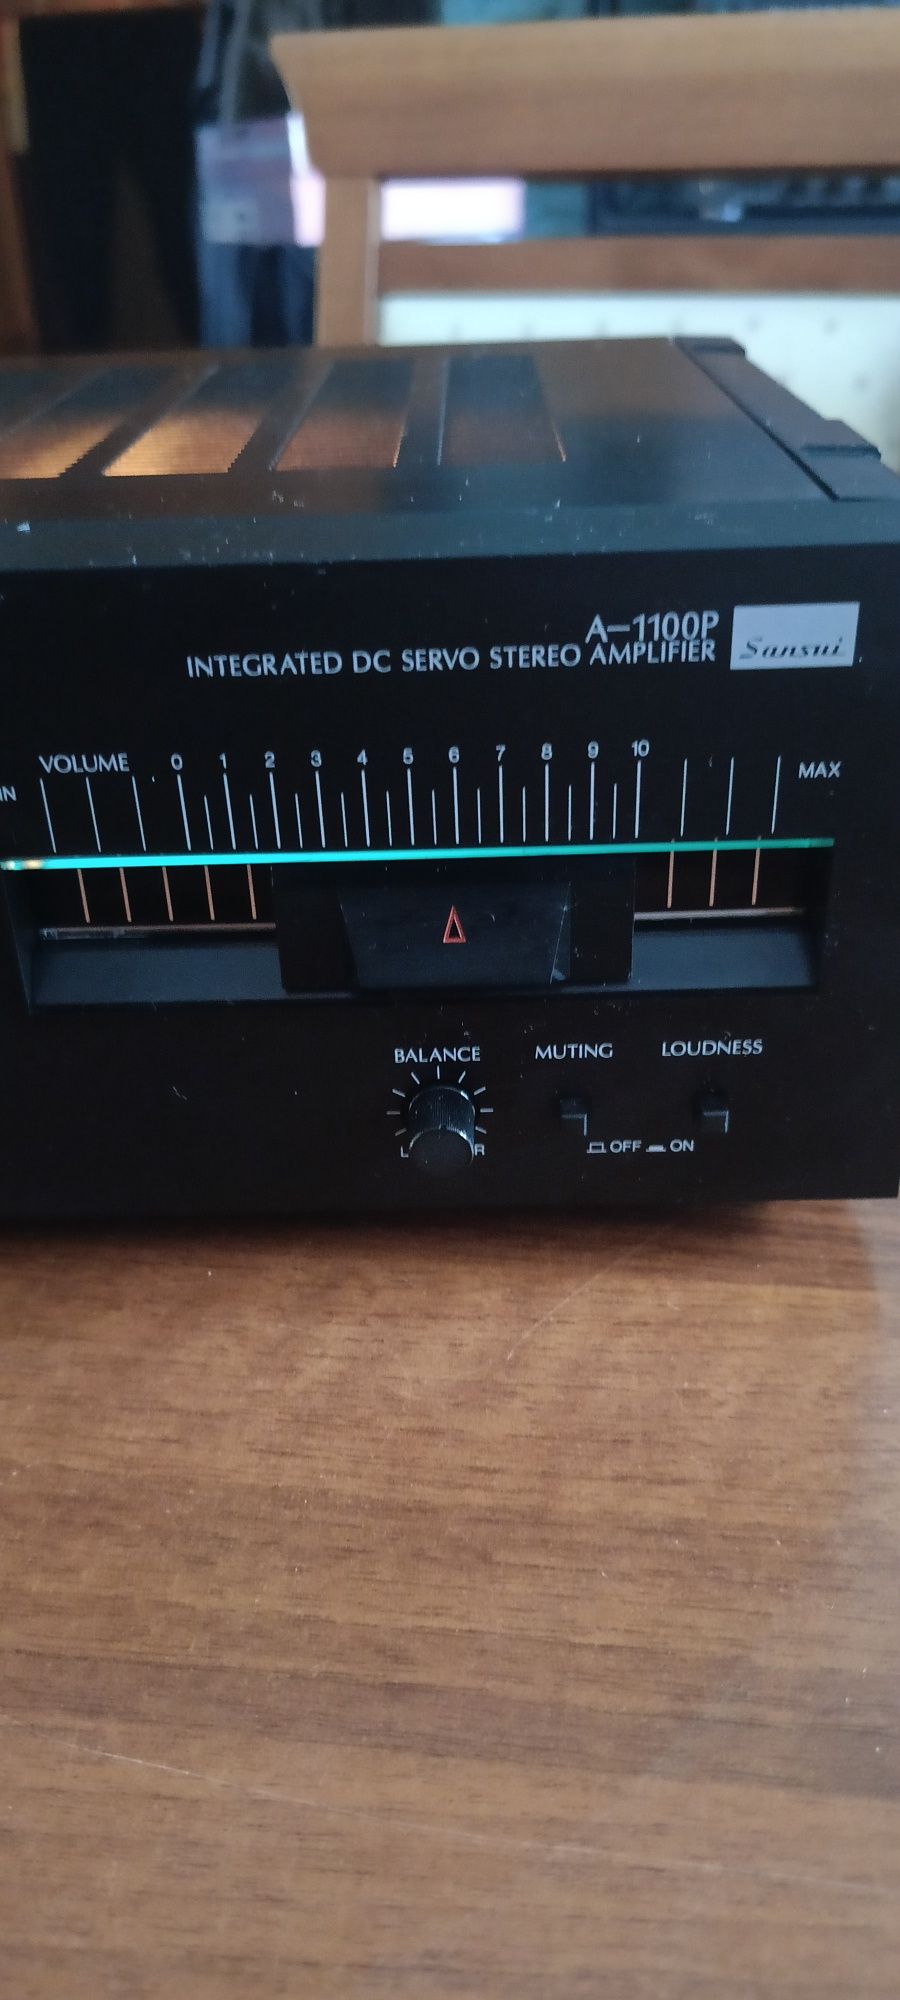 A-1100P
INTEGRATED DC SERVO STEREO AMPLIFIER
Sansui
VOLUME 0 1 2 3 4 5 6 7 8 9 10
IN MAX
BALANCE MUTING LOUDNESS
L R OFF ON